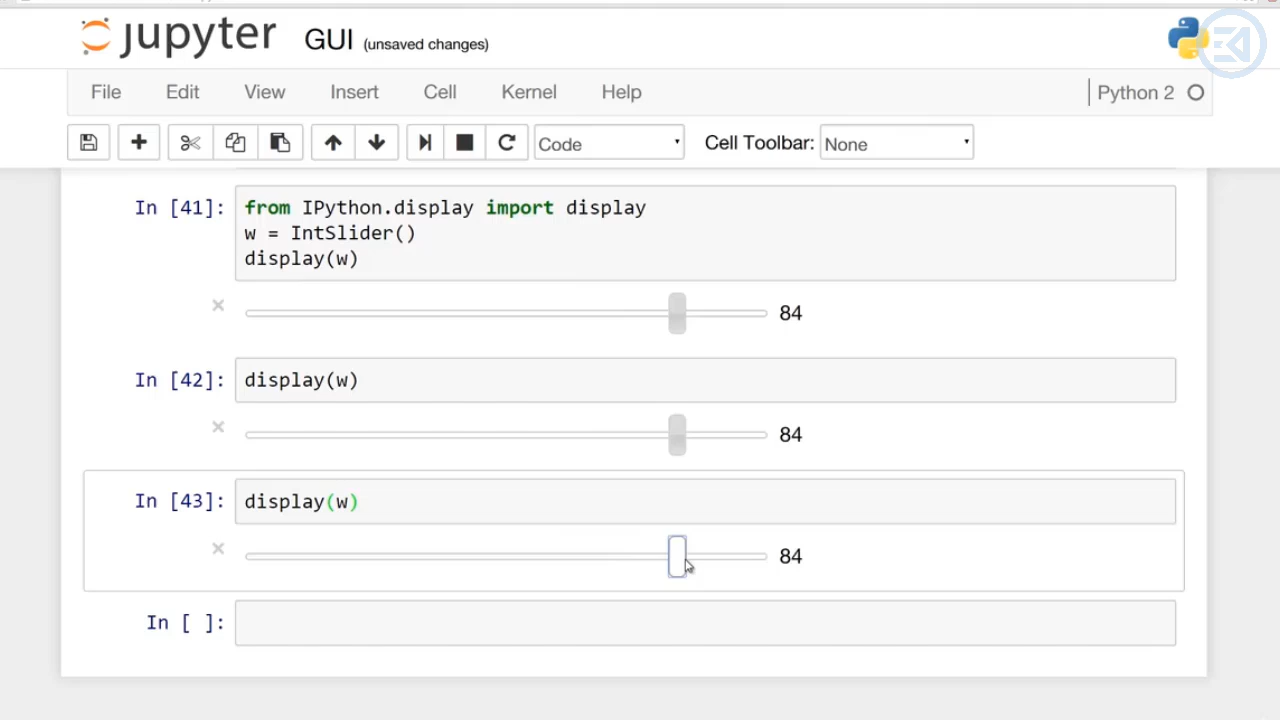 jupyter GUI (unsaved changes)
File Edit View Insert Cell Kernel Help Python 2
Code Cell Toolbar: None
In [41]: from IPython.display import display
w = IntSlider()
display(w)
84
In [42]: display(w)
84
In [43]: display(w)
84
In [ ]: